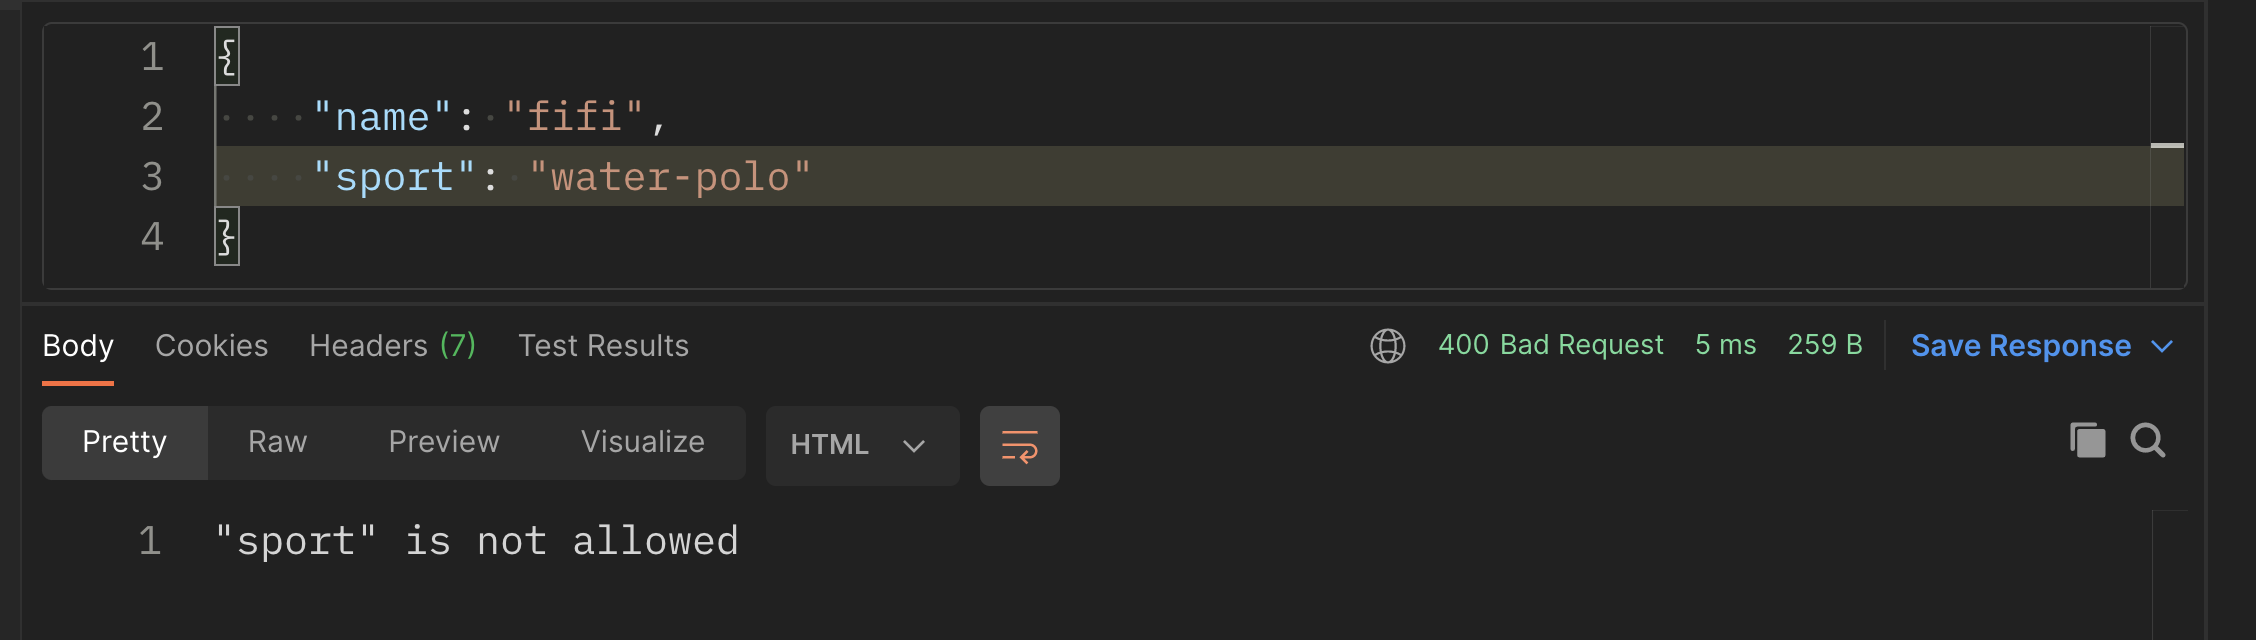 1 {
2 "name": "fifi",
3 "sport": "water-polo"
4 }
Body Cookies Headers (7) Test Results 400 Bad Request 5 ms 259 B Save Response
Pretty Raw Preview Visualize HTML
1 "sport" is not allowed